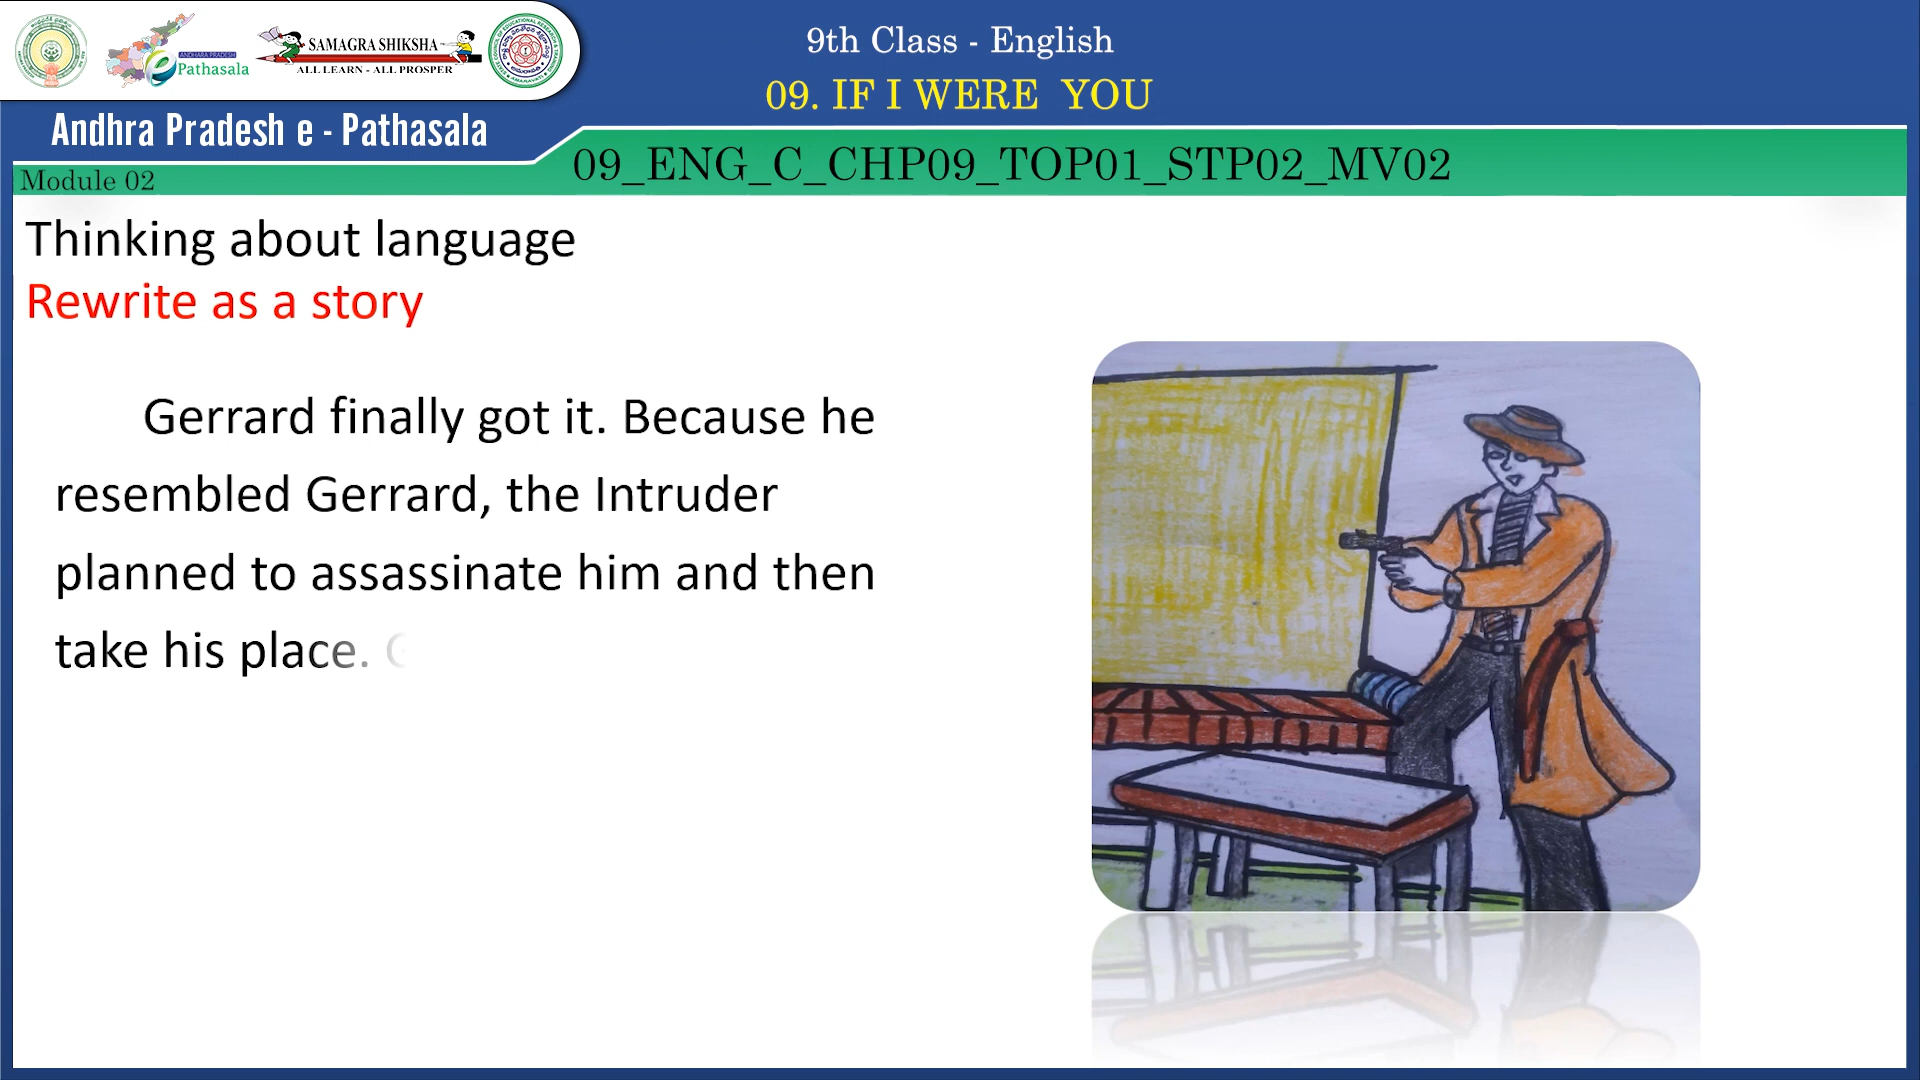 ANDHRA PRADESH
e Pathasala
SAMAGRA SHIKSHA
ALL LEARN - ALL PROSPER
9th Class - English
09. IF I WERE YOU
Andhra Pradesh e - Pathasala
Module 02
09_ENG_C_CHP09_TOP01_STP02_MV02
Thinking about language
Rewrite as a story
Gerrard finally got it. Because he
resembled Gerrard, the Intruder
planned to assassinate him and then
take his place.